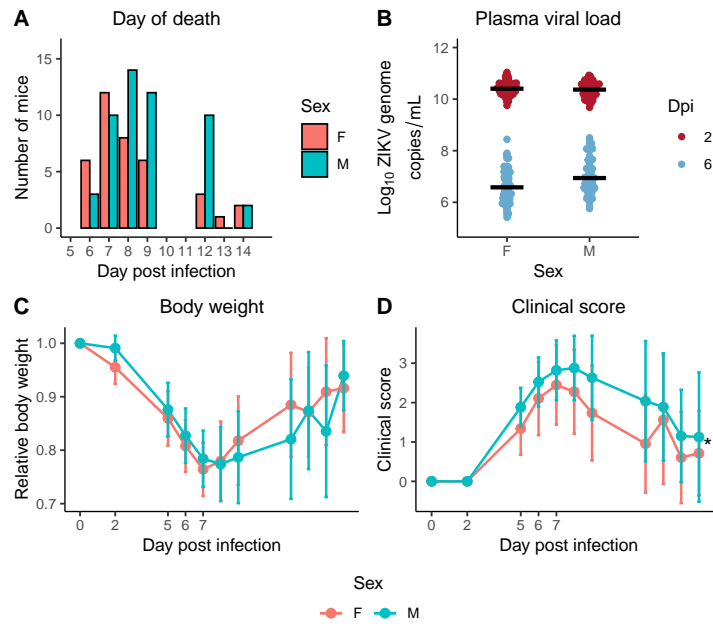 A
Day of death
Number of mice
15
10
5
0
5 6 7 8 9 10 11 12 13 14
Day post infection
Sex
F
M
B
Plasma viral load
Log10 ZIKV genome
copies/mL
12
10
8
6
F M
Sex
Dpi
2
6
C
Body weight
Relative body weight
1.0
0.9
0.8
0.7
0 2 5 6 7
Day post infection
D
Clinical score
Clinical score
3
2
1
0
*
0 2 5 6 7
Day post infection
Sex
F M